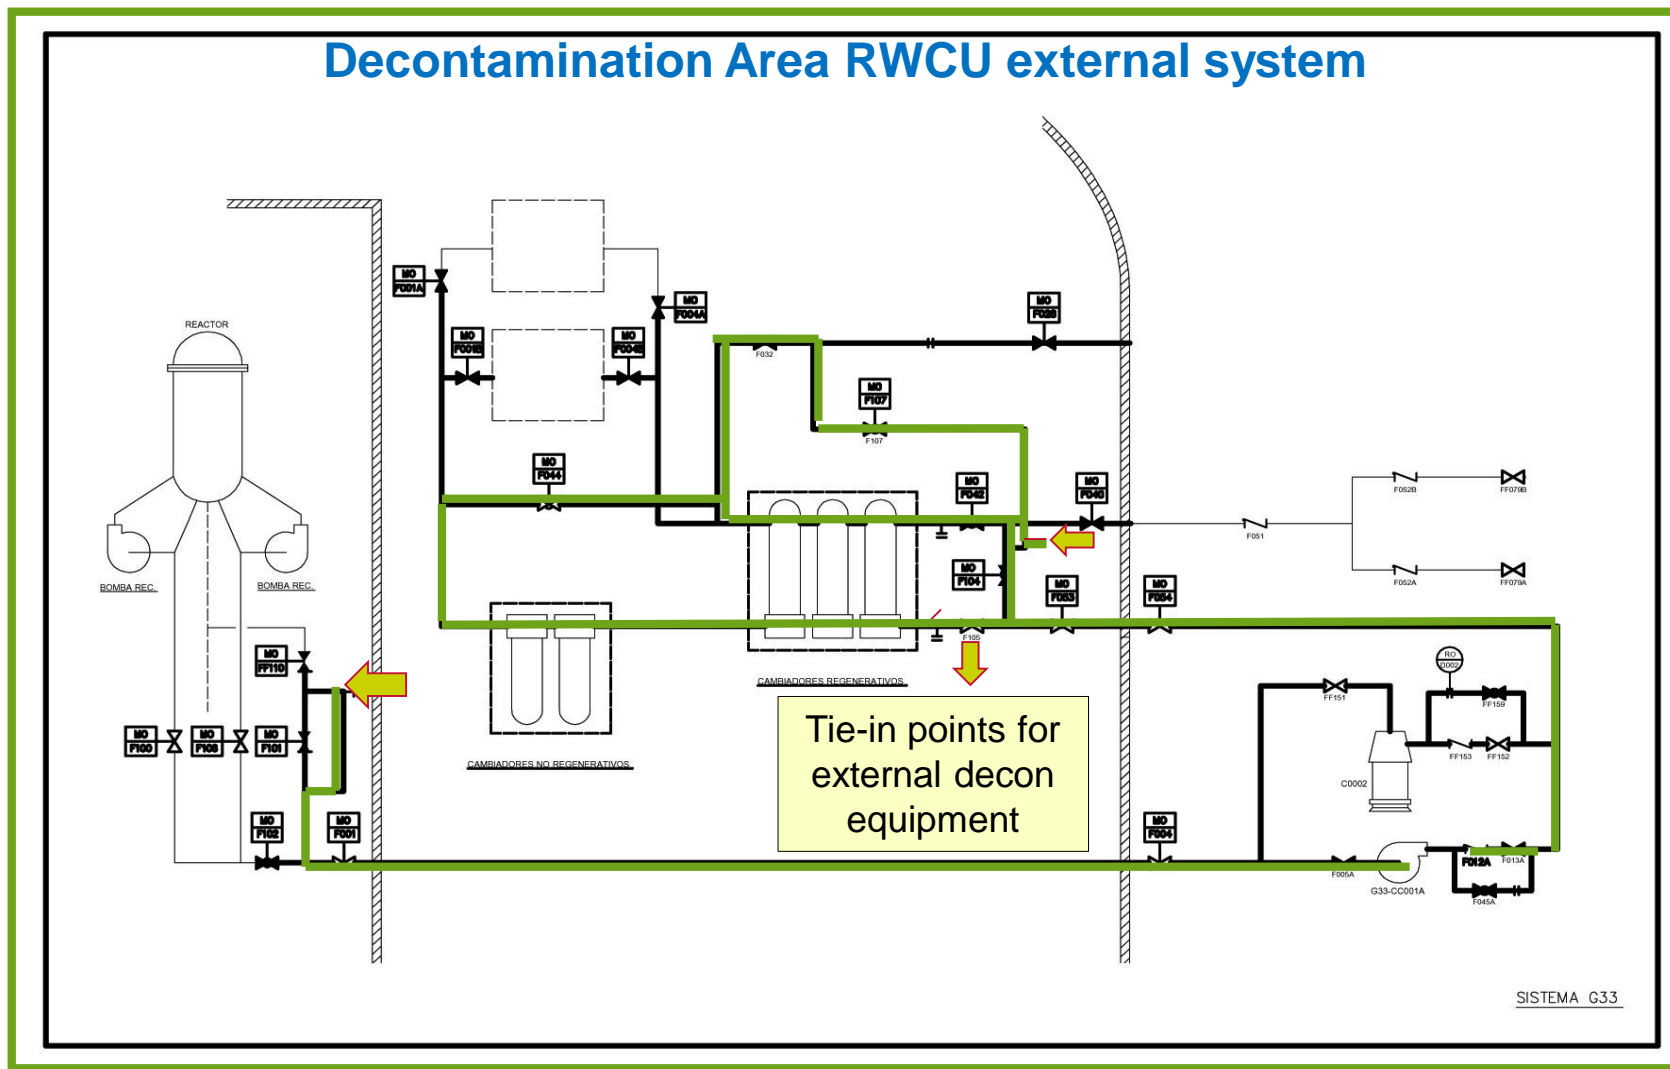 Decontamination Area RWCU external system
MO
F001A
MO
F004A
MO
F028
REACTOR
MO
F001B
MO
F004B
F032
MO
F107
F107
MO
F044
MO
F042
MO
F040
F052B
FF079B
F051
BOMBA REC.
BOMBA REC.
MO
F104
MO
F053
MO
F054
F052A
FF079A
F105
MO
FF110
RO
D002
CAMBIADORES REGENERATIVOS
FF151
FF159
Tie-in points for
external decon
equipment
MO
F100
MO
F106
MO
F101
CAMBIADORES NO REGENERATIVOS
FF153
FF152
C0002
MO
F102
MO
F001
MO
F004
F005A
F012A
F013A
G33-CC001A
F045A
SISTEMA G33